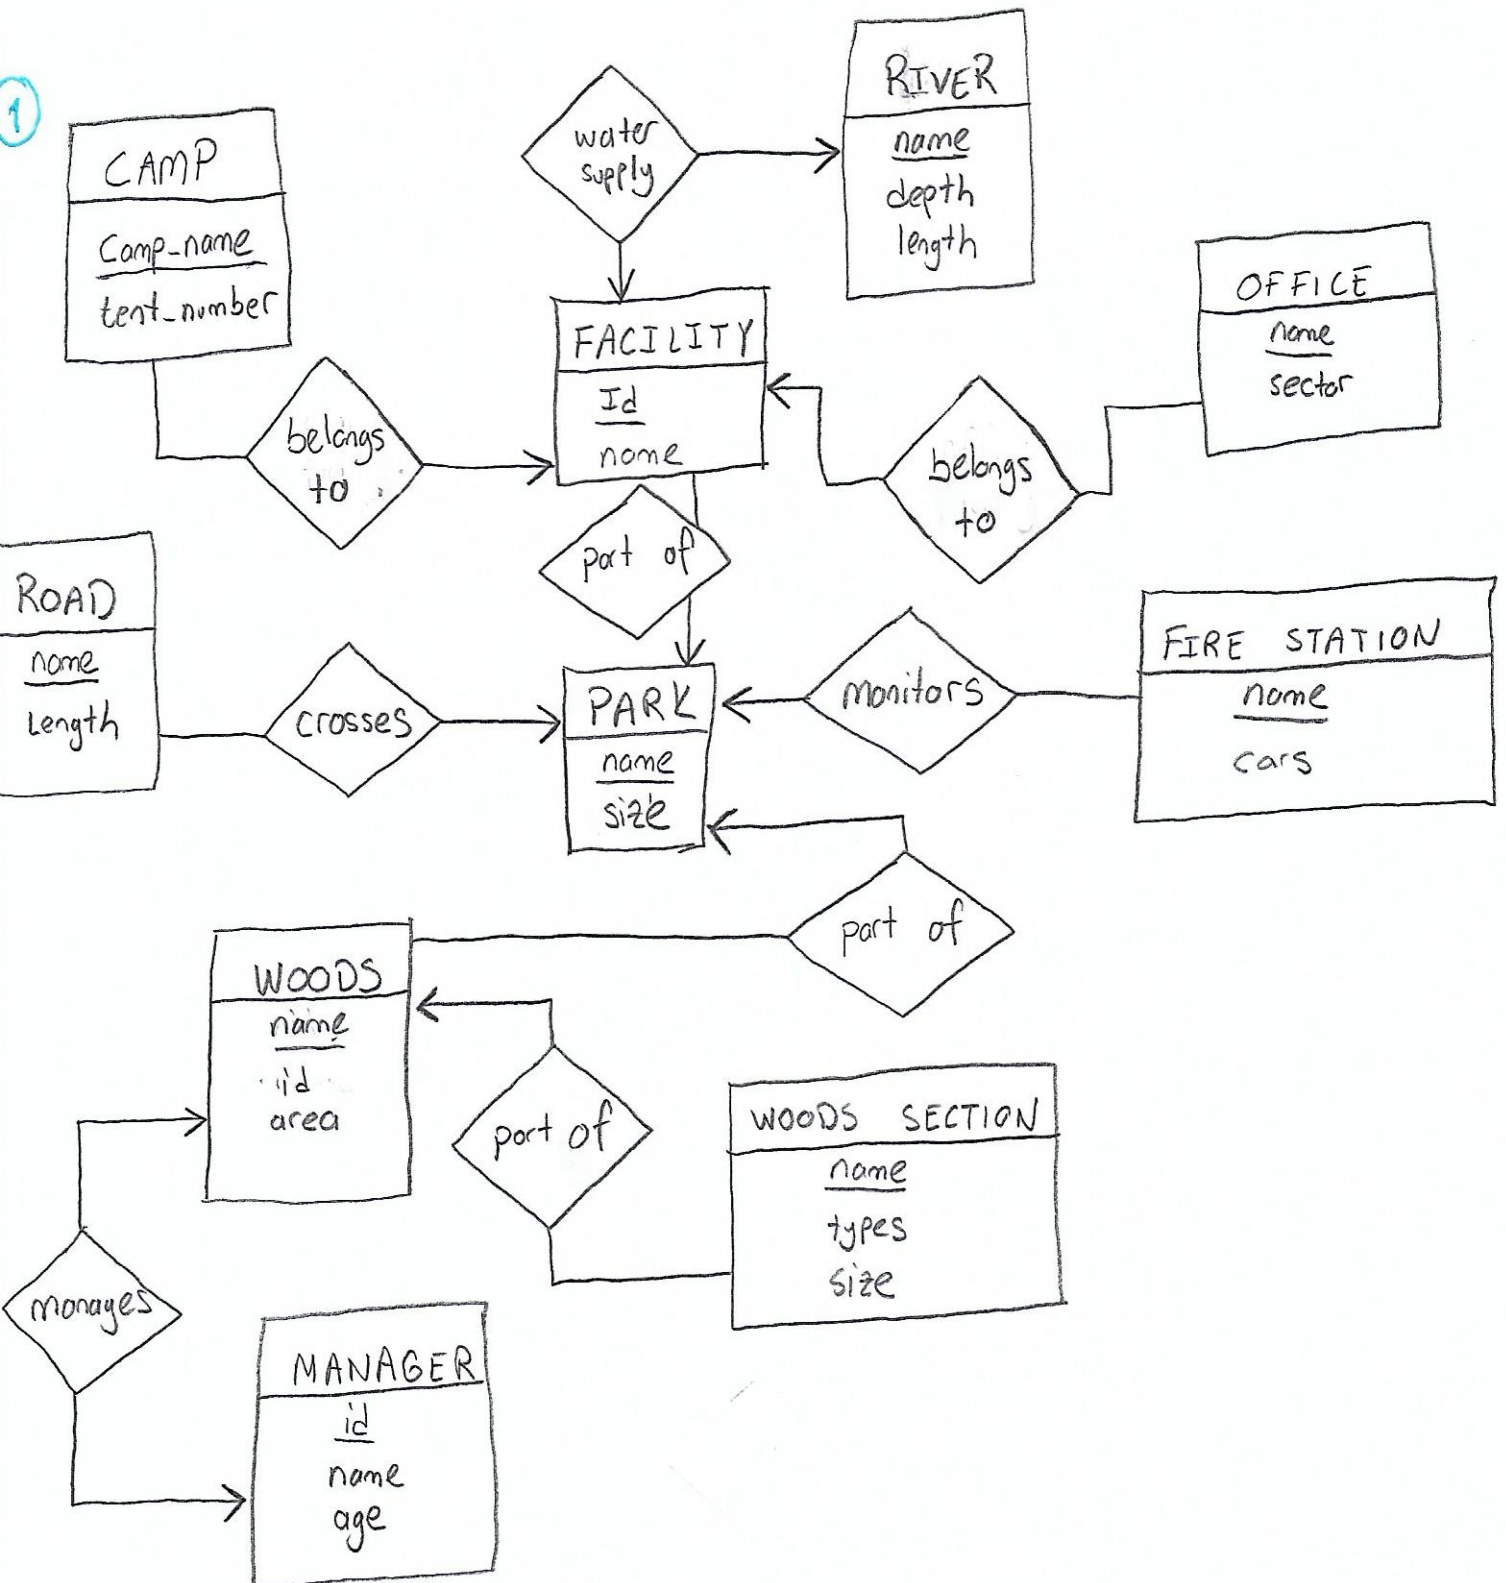 1
CAMP
Camp_name
tent_number
water
supply
RIVER
name
depth
length
OFFICE
name
sector
FACILITY
Id
name
belongs
to
belongs
to
part of
ROAD
name
Length
crosses
PARK
name
size
monitors
FIRE STATION
name
cars
part of
WOODS
name
id
area
part of
WOODS SECTION
name
types
size
manages
MANAGER
id
name
age